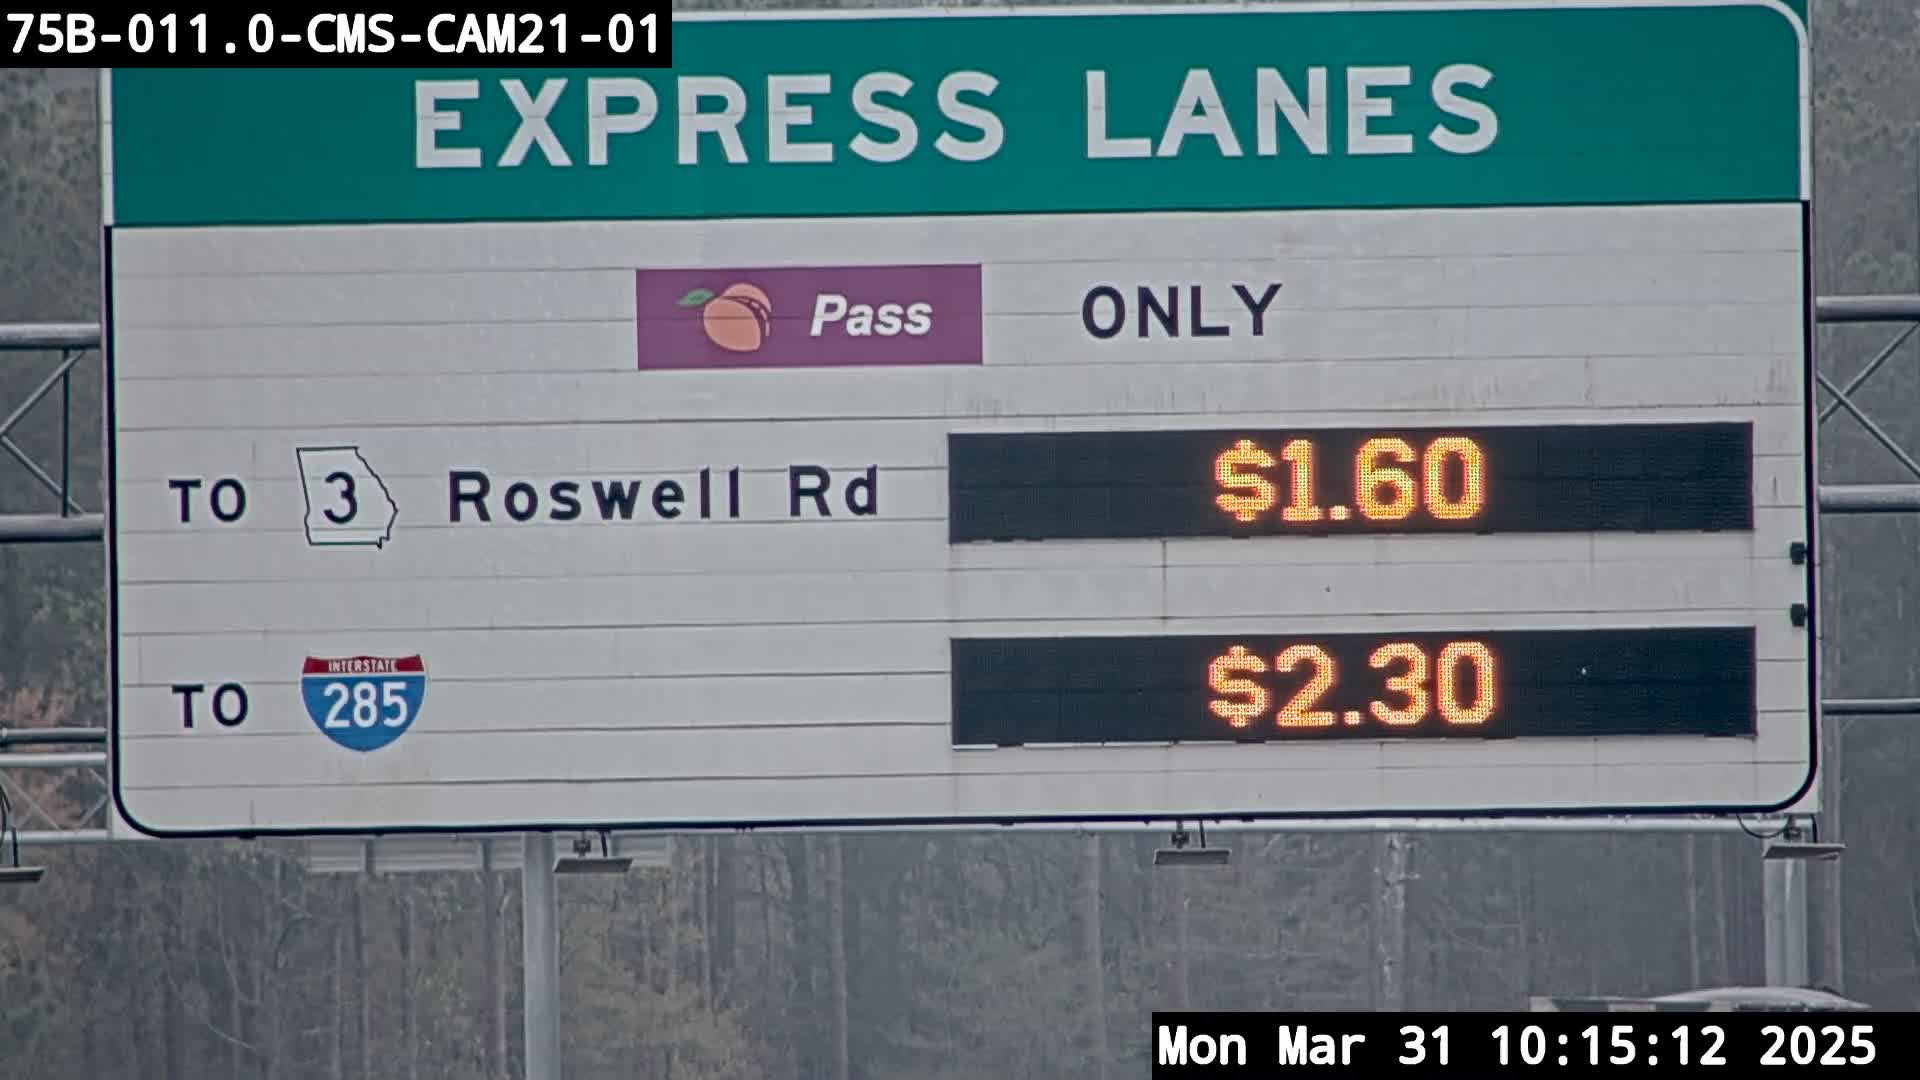 75B-011.0-CMS-CAM21-01
EXPRESS LANES
Pass ONLY
TO 3 Roswell Rd $1.60
INTERSTATE
TO 285 $2.30
Mon Mar 31 10:15:12 2025